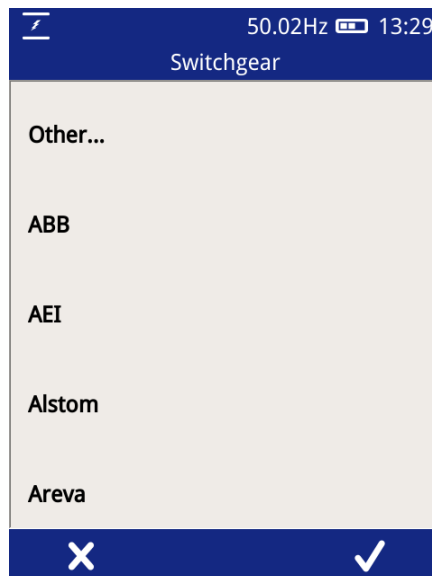 50.02Hz 13:29
Switchgear
Other...
ABB
AEI
Alstom
Areva